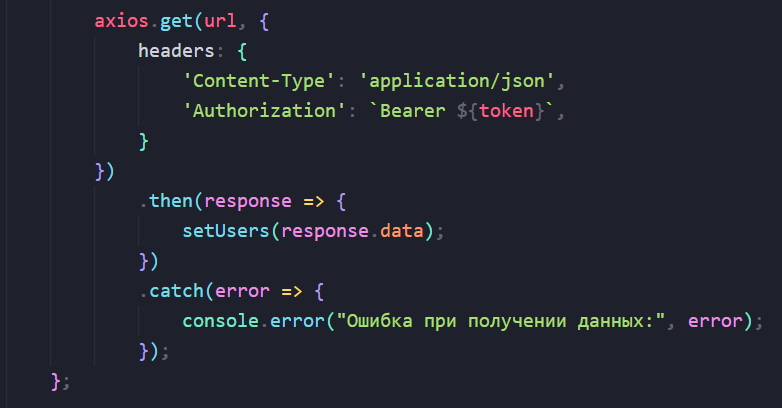 axios.get(url, {
headers: {
'Content-Type': 'application/json',
'Authorization': `Bearer ${token}`,
}
})
.then(response => {
setUsers(response.data);
})
.catch(error => {
console.error("Ошибка при получении данных:", error);
});
};